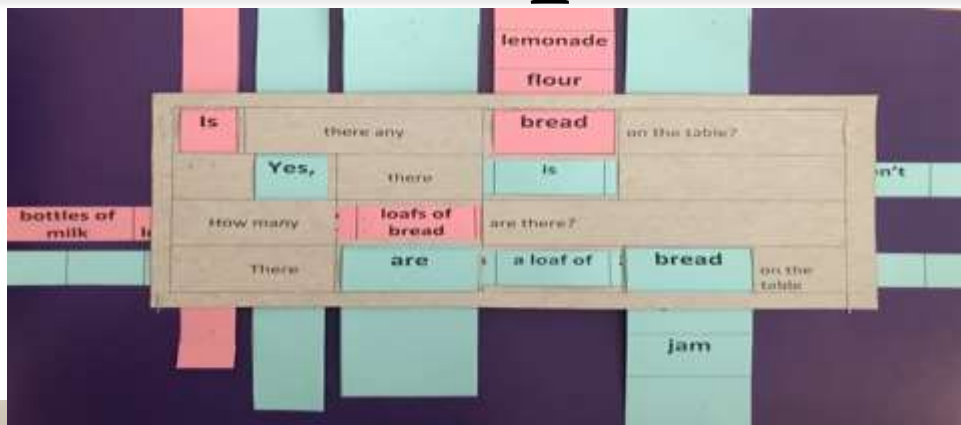 lemonade
flour
Is there any bread on the table?
Yes, there is
n't
bottles of milk
How many loafs of bread are there?
There are a loaf of bread on the table
jam